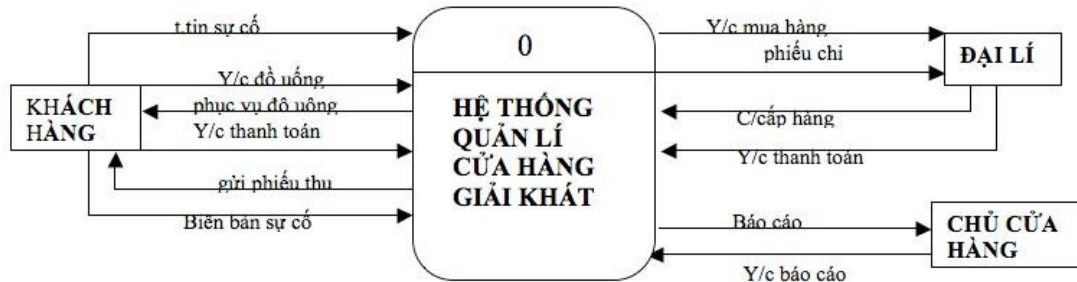 t.tin sự cố
Y/c đồ uống
phục vụ đô uông
Y/c thanh toán
gửi phiếu thu
Biên bản sự cố
KHÁCH
HÀNG
0
HỆ THỐNG
QUẢN LÍ
CỬA HÀNG
GIẢI KHÁT
Y/c mua hàng
phiếu chi
C/cấp hàng
Y/c thanh toán
Báo cáo
Y/c báo cáo
ĐẠI LÍ
CHỦ CỬA
HÀNG